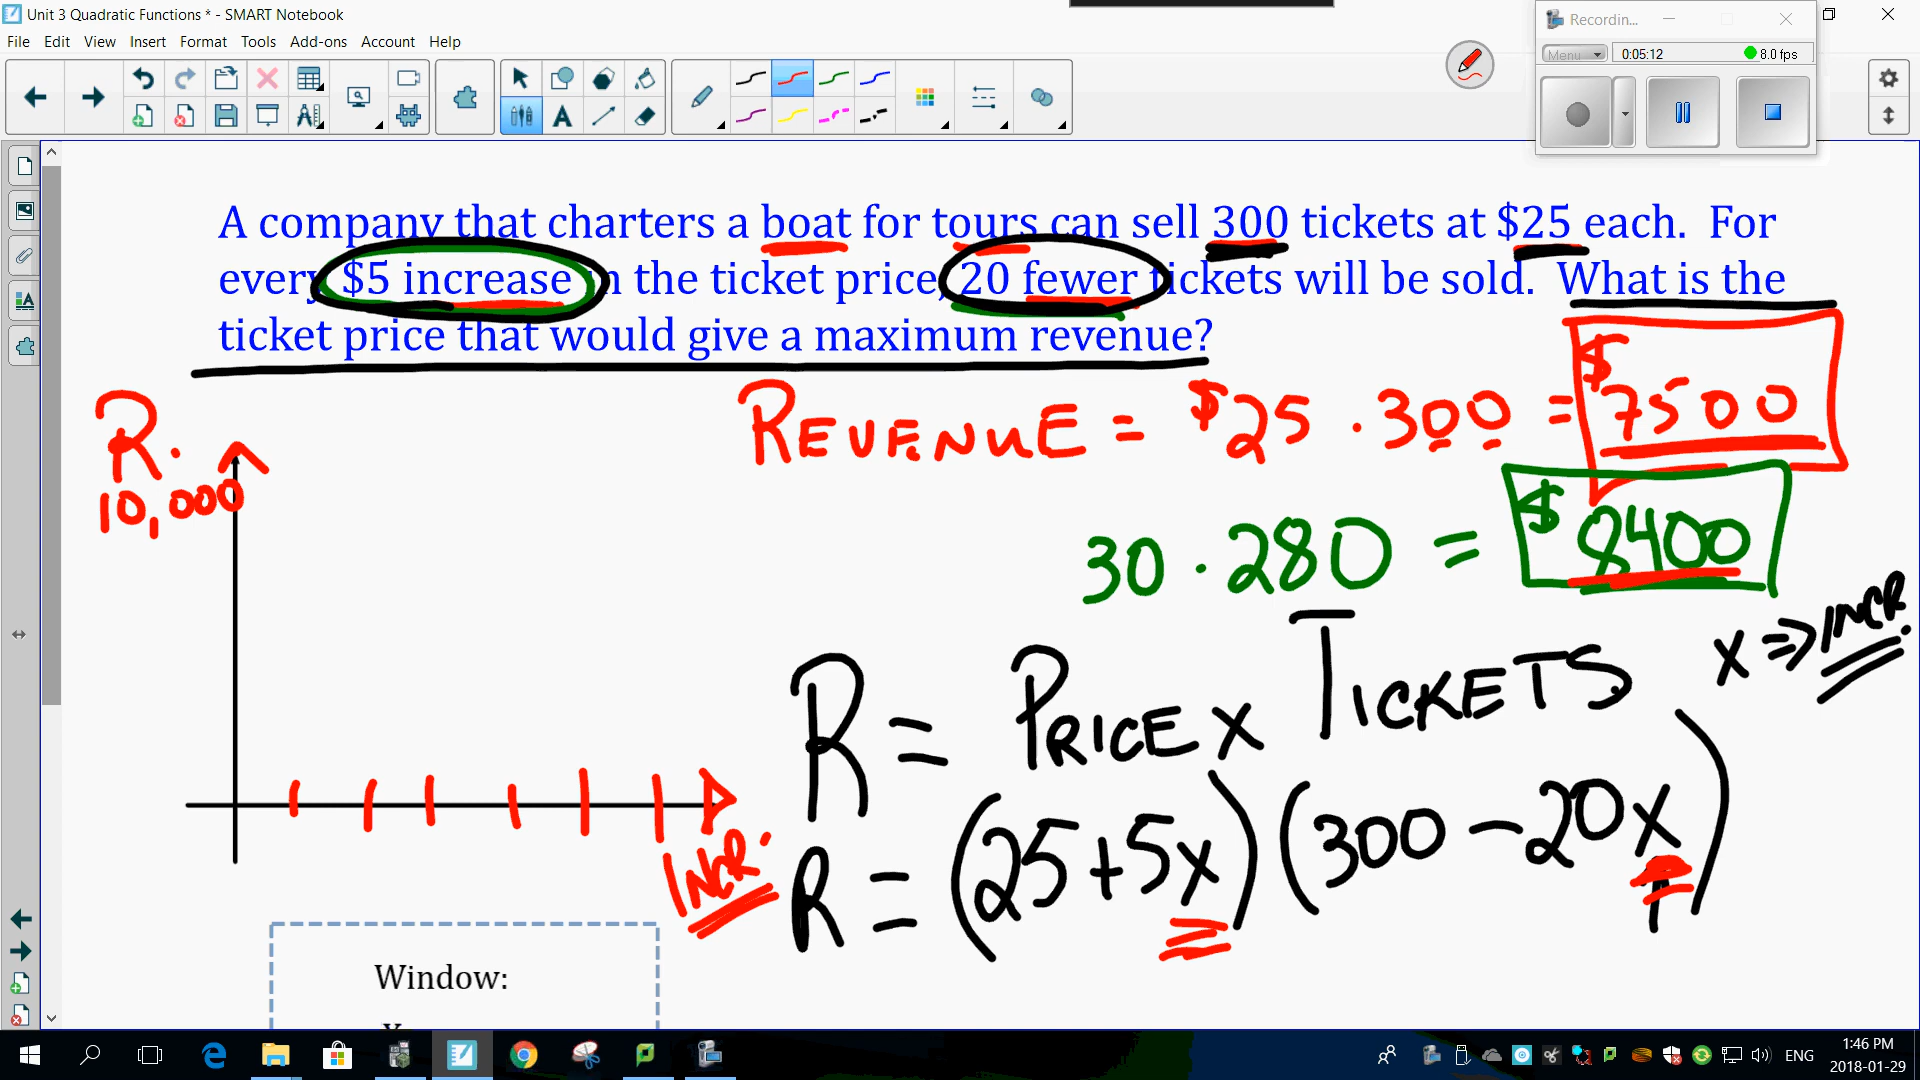 Unit 3 Quadratic Functions * - SMART Notebook
File Edit View Insert Format Tools Add-ons Account Help
Recordin...
Menu 0:05:12 8.0 fps
A company that charters a boat for tours can sell 300 tickets at $25 each. For
every $5 increase in the ticket price, 20 fewer tickets will be sold. What is the
ticket price that would give a maximum revenue?
R.
10,000
REVENUE = $25 · 300 = $7500
30 · 280 = $8400
x => INCR.
R = PRICE x TICKETS
R = (25+5x)(300-20x)
INCR.
Window:
ENG
1:46 PM
2018-01-29